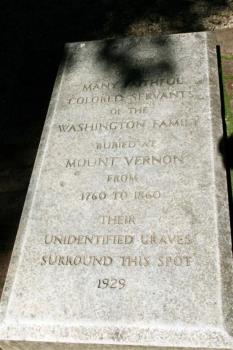 MANY FAITHFUL
COLORED SERVANTS
OF THE
WASHINGTON FAMILY
BURIED AT
MOUNT VERNON
FROM
1760 TO 1860
THEIR
UNIDENTIFIED GRAVES
SURROUND THIS SPOT
1929